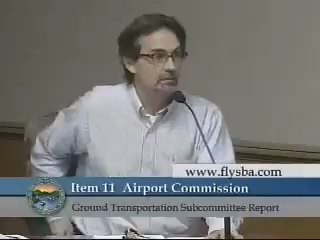 www.flysba.com
Item 11 Airport Commission
Ground Transportation Subcommittee Report